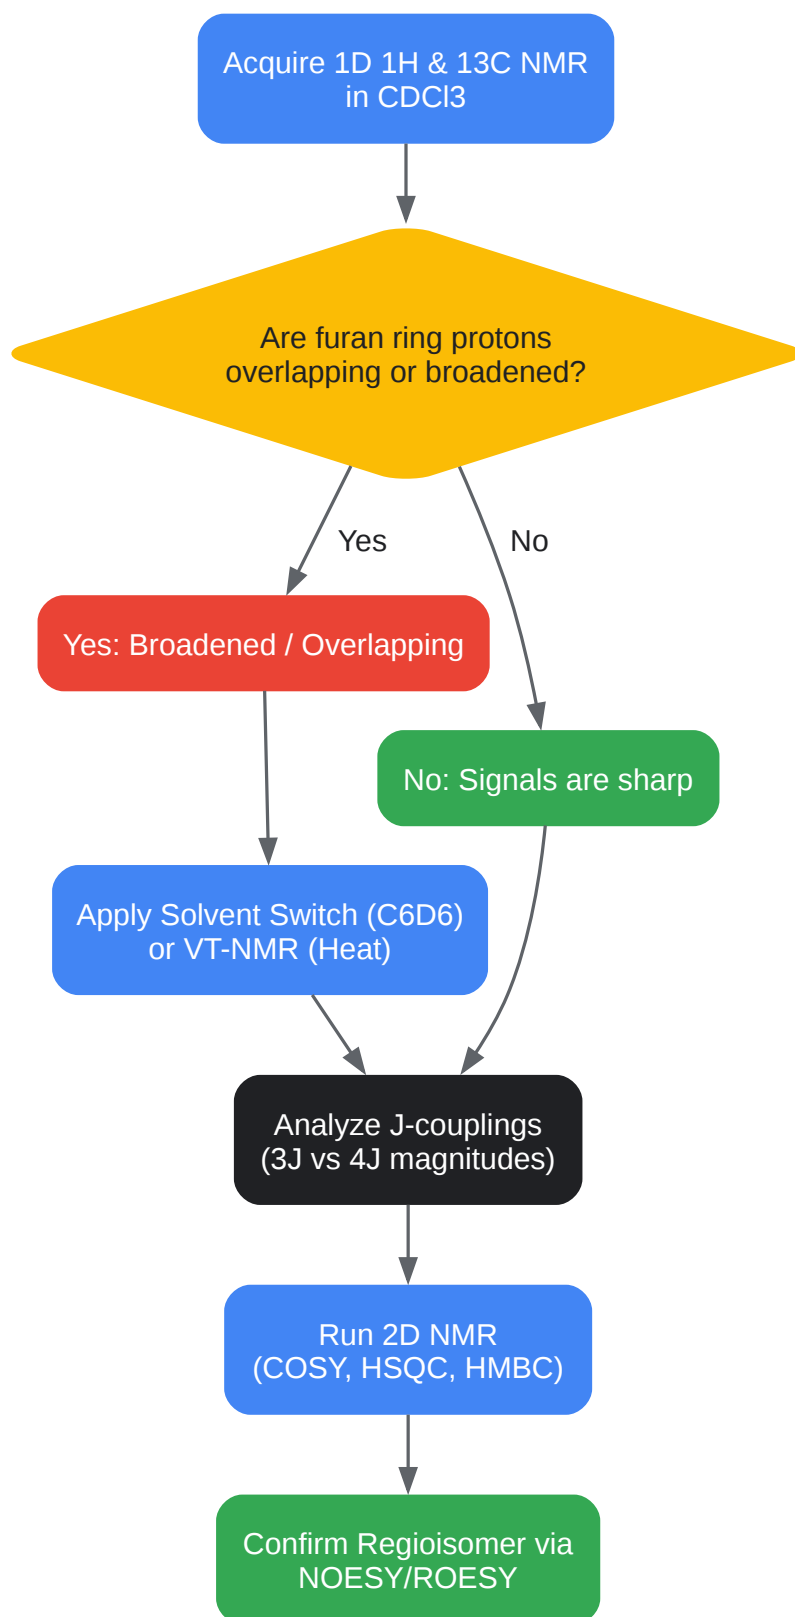 Acquire 1D 1H & 13C NMR
in CDCl3
Are furan ring protons
overlapping or broadened?
Yes
No
Yes: Broadened / Overlapping
No: Signals are sharp
Apply Solvent Switch (C6D6)
or VT-NMR (Heat)
Analyze J-couplings
(3J vs 4J magnitudes)
Run 2D NMR
(COSY, HSQC, HMBC)
Confirm Regioisomer via
NOESY/ROESY